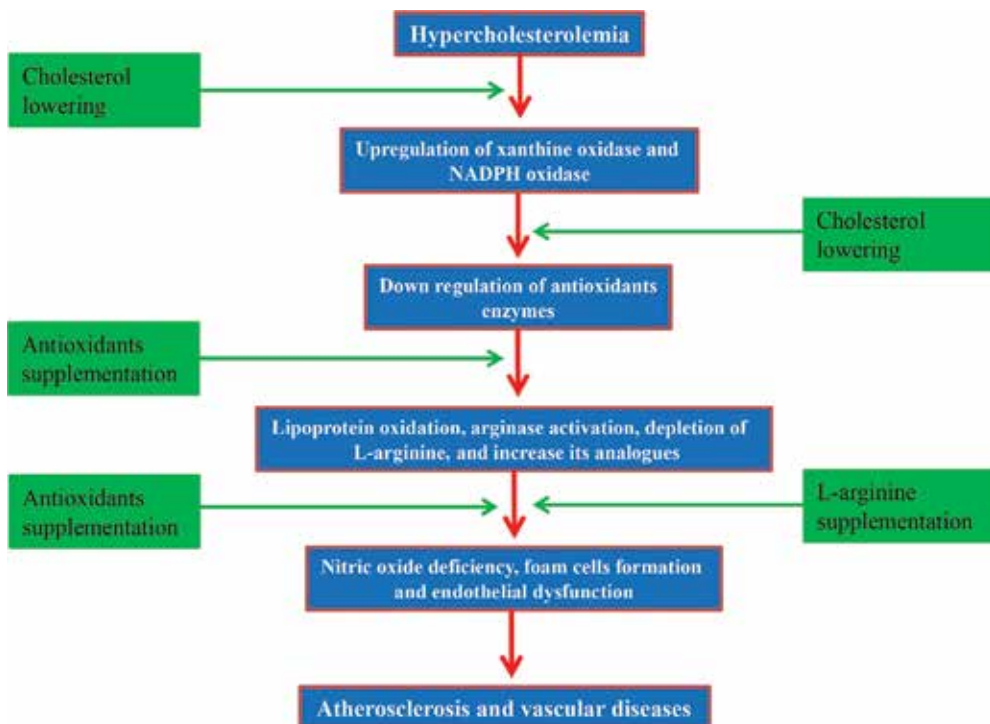 Hypercholesterolemia
Cholesterol
lowering
Upregulation of xanthine oxidase and
NADPH oxidase
Cholesterol
lowering
Down regulation of antioxidants
enzymes
Antioxidants
supplementation
Lipoprotein oxidation, arginase activation, depletion of
L-arginine, and increase its analogues
Antioxidants
supplementation
L-arginine
supplementation
Nitric oxide deficiency, foam cells formation
and endothelial dysfunction
Atherosclerosis and vascular diseases